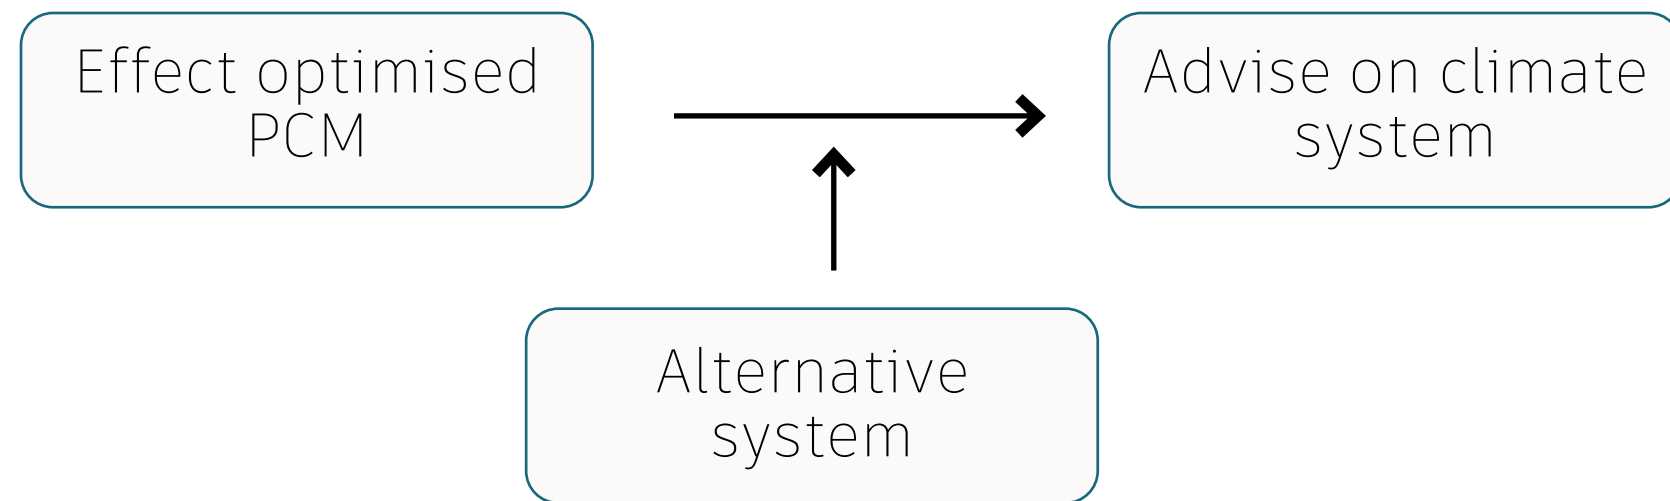 Effect optimised
PCM
Advise on climate
system
Alternative
system